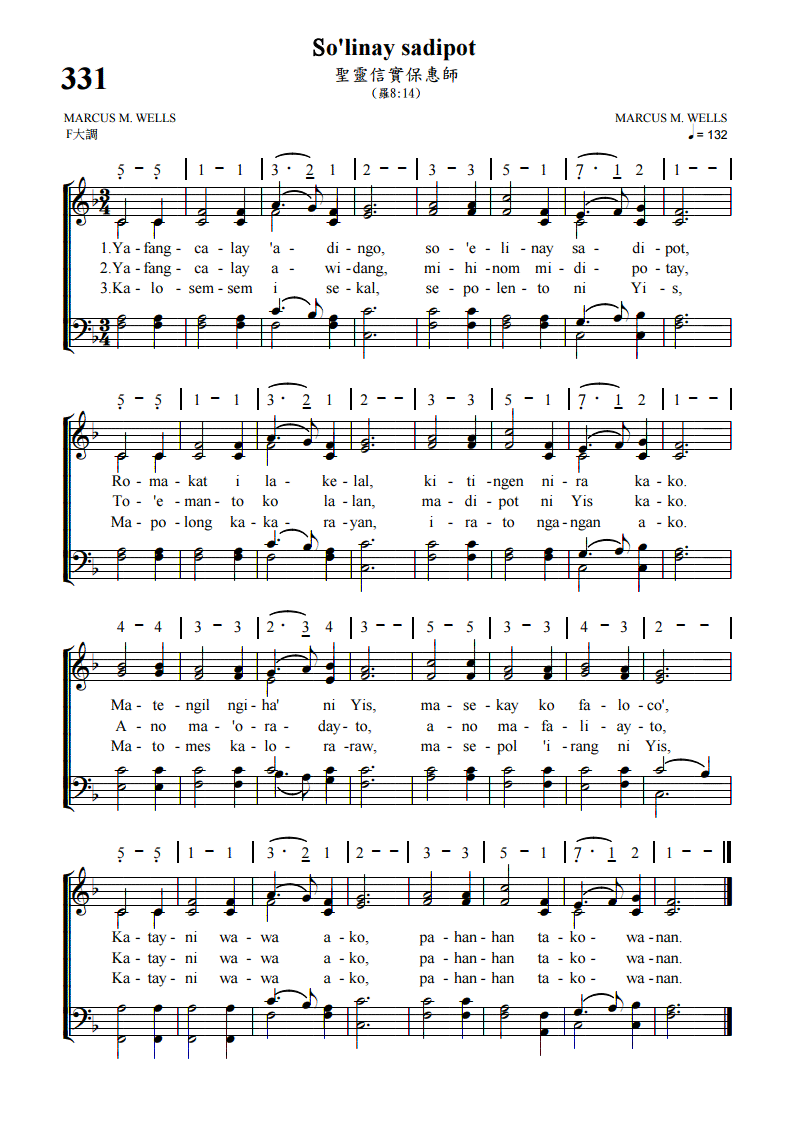 So'linay sadipot
331
聖靈信實保惠師
(羅8:14)
MARCUS M. WELLS MARCUS M. WELLS
F大調 = 132
5 - 5 | 1 - 1 | 3 · 2 1 | 2 - - | 3 - 3 | 5 - 1 | 7 · 1 2 | 1 - - |
3 4
1.Ya-fang-ca-lay 'a-di-ngo, so-'e-li-nay sa-di-pot,
2.Ya-fang-ca-lay a-wi-dang, mi-hi-nom mi-di-po-tay,
3.Ka-lo-sem-sem i se-kal, se-po-len-to ni Yi-s,
3 4
5 - 5 | 1 - 1 | 3 · 2 1 | 2 - - | 3 - 3 | 5 - 1 | 7 · 1 2 | 1 - - |
Ro-ma-kat i la-ke-lal, ki-ti-ngen ni-ra ka-ko.
To-'e-man-to ko la-lan, ma-di-pot ni Yis ka-ko.
Ma-po-long ka-ka-ra-yan, i-ra-to nga-ngan a-ko.
4 - 4 | 3 - 3 | 2 · 3 4 | 3 - - | 5 - 5 | 3 - 3 | 4 - 3 | 2 - - |
Ma-te-ngil ngi-ha' ni Yis, ma-se-kay ko fa-lo-co',
A-no ma-'o-ra-day-to, a-no ma-fa-li-ay-to,
Ma-to-mes ka-lo-ra-raw, ma-se-pol 'i-rang ni Yis,
5 - 5 | 1 - 1 | 3 · 2 1 | 2 - - | 3 - 3 | 5 - 1 | 7 · 1 2 | 1 - - ||
Ka-tay-ni wa-wa a-ko, pa-han-han ta-ko-wa-nan.
Ka-tay-ni wa-wa a-ko, pa-han-han ta-ko-wa-nan.
Ka-tay-ni wa-wa a-ko, pa-han-han ta-ko-wa-nan.